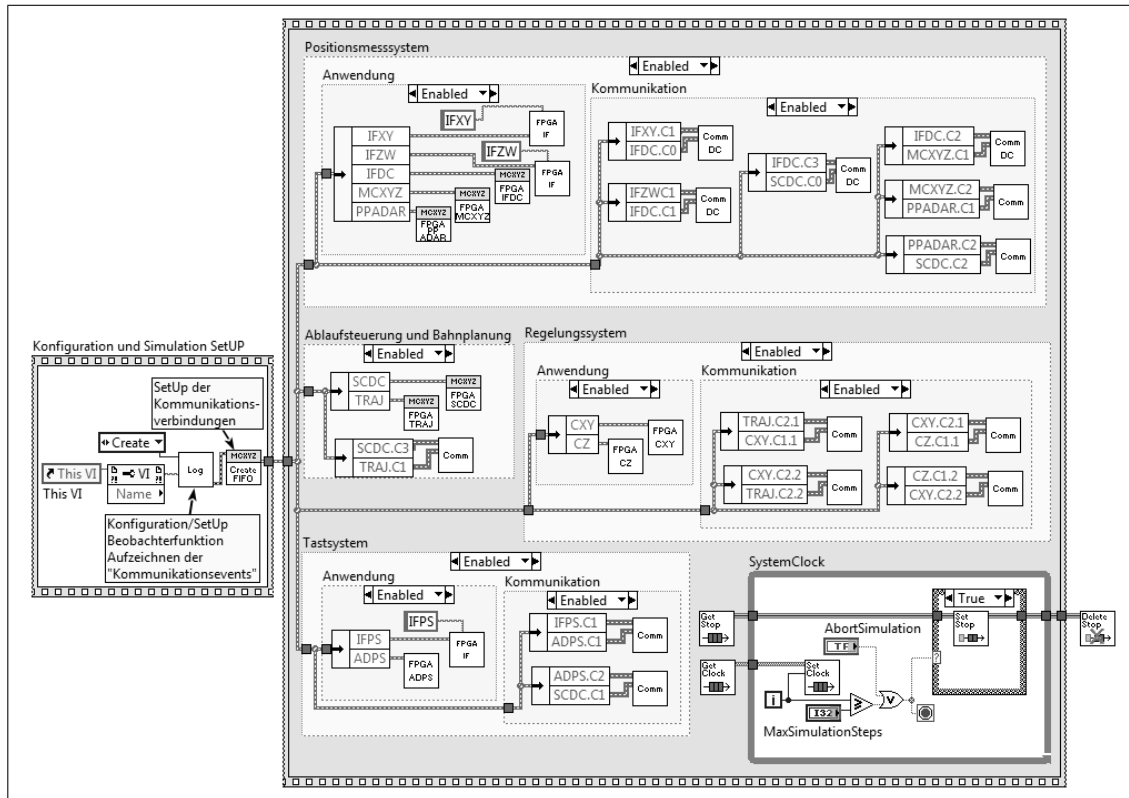 Positionsmesssystem
Enabled
Anwendung
Enabled
IFXY
FPGA
IF
IFXY
IFZW
IFDC
MCXYZ
PPADAR
IFZW
FPGA
IF
MCXYZ
FPGA
IFDC
MCXYZ
FPGA
MCXYZ
MCXYZ
FPGA
PP
ADAR
Kommunikation
Enabled
IFXY.C1
IFDC.C0
Comm
DC
IFZWC1
IFDC.C1
Comm
DC
IFDC.C3
SCDC.C0
Comm
DC
IFDC.C2
MCXYZ.C1
Comm
DC
MCXYZ.C2
PPADAR.C1
Comm
PPADAR.C2
SCDC.C2
Comm
Konfiguration und Simulation SetUP
SetUp der
Kommunikations-
verbindungen
Create
This VI
This VI
VI
Name
Log
MCXYZ
Create
FIFO
Konfiguration/SetUp
Beobachterfunktion
Aufzeichnen der
"Kommunikationsevents"
Ablaufsteuerung und Bahnplanung
Enabled
SCDC
TRAJ
MCXYZ
FPGA
SCDC
MCXYZ
FPGA
TRAJ
SCDC.C3
TRAJ.C1
Comm
Regelungssystem
Enabled
Anwendung
Enabled
CXY
CZ
FPGA
CXY
FPGA
CZ
Kommunikation
Enabled
TRAJ.C2.1
CXY.C1.1
Comm
CXY.C2.2
TRAJ.C2.2
Comm
CXY.C2.1
CZ.C1.1
Comm
CZ.C1.2
CXY.C2.2
Comm
Tastsystem
Enabled
Anwendung
Enabled
IFPS
IFPS
ADPS
FPGA
IF
FPGA
ADPS
Kommunikation
Enabled
IFPS.C1
ADPS.C1
Comm
ADPS.C2
SCDC.C1
Comm
SystemClock
Get
Stop
Get
Clock
Set
Clock
AbortSimulation
TF
True
Set
Stop
Delete
Stop
i
I32
≥
V
?
MaxSimulationSteps